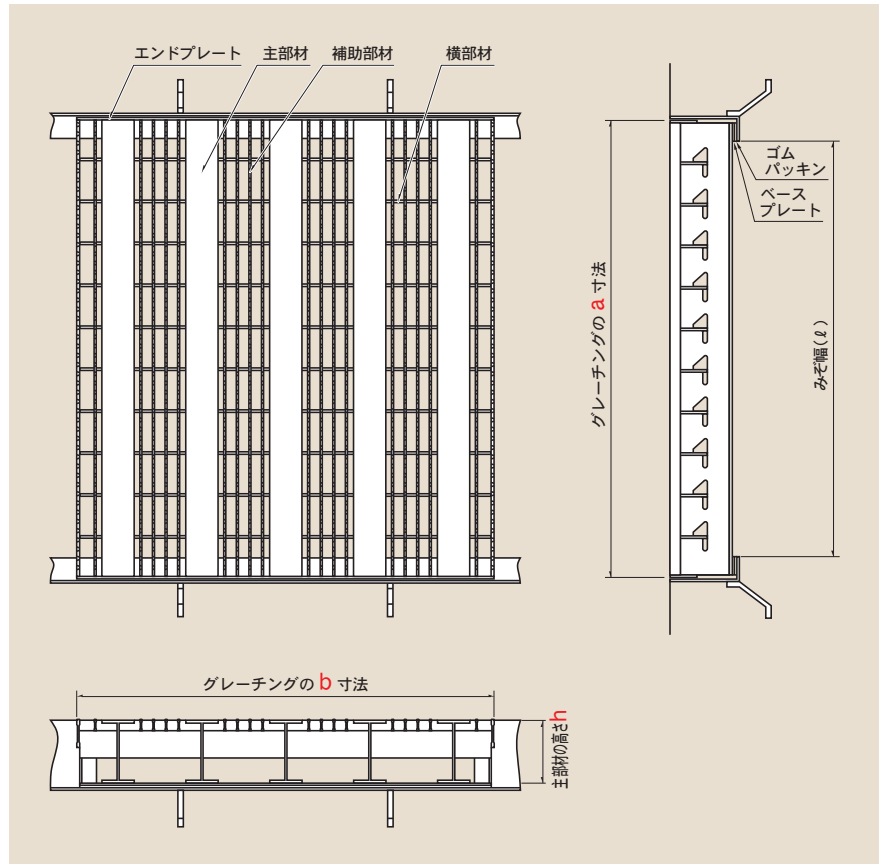 エンドプレート
主部材
補助部材
横部材
ゴム
パッキン
ベース
プレート
グレーチングの a 寸法
みぞ幅(ℓ)
グレーチングの b 寸法
主部材の高さh